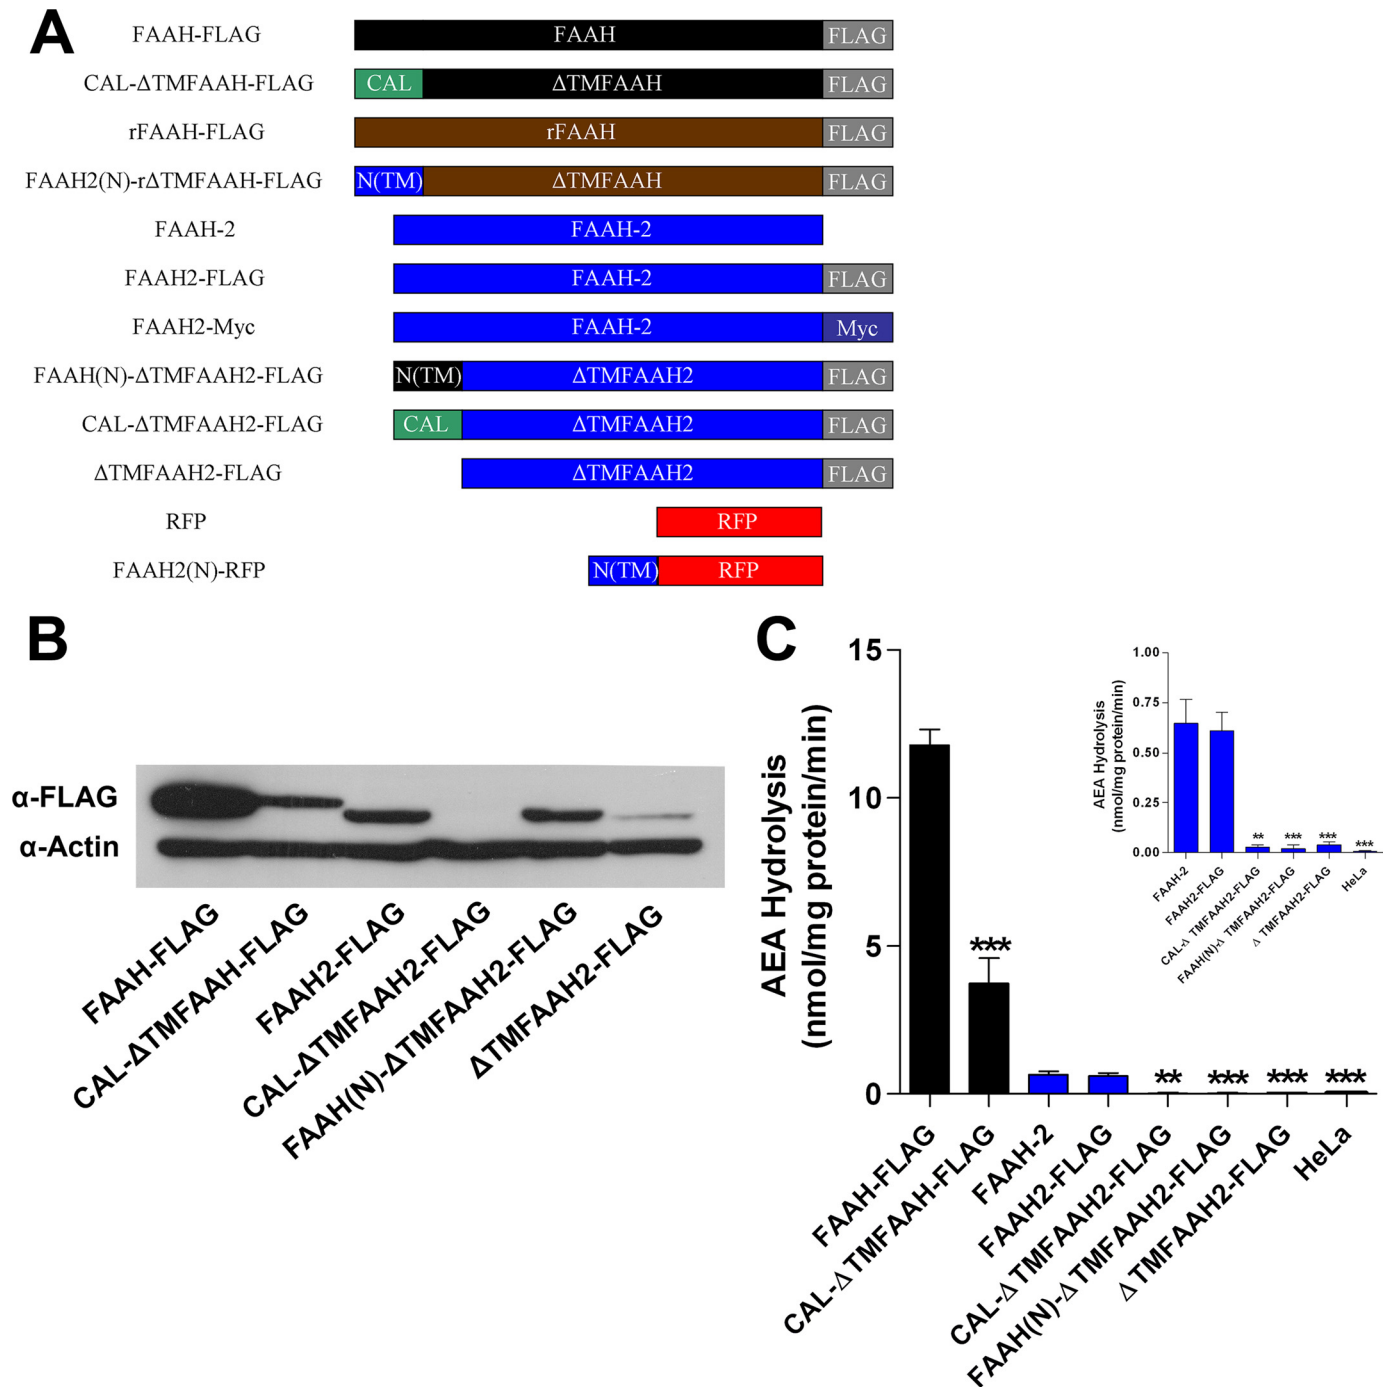 A
FAAH-FLAG FAAH FLAG
CAL-ΔTMFAAH-FLAG CAL ΔTMFAAH FLAG
rFAAH-FLAG rFAAH FLAG
FAAH2(N)-rΔTMFAAH-FLAG N(TM) ΔTMFAAH FLAG
FAAH-2 FAAH-2
FAAH2-FLAG FAAH-2 FLAG
FAAH2-Myc FAAH-2 Myc
FAAH(N)-ΔTMFAAH2-FLAG N(TM) ΔTMFAAH2 FLAG
CAL-ΔTMFAAH2-FLAG CAL ΔTMFAAH2 FLAG
ΔTMFAAH2-FLAG ΔTMFAAH2 FLAG
RFP RFP
FAAH2(N)-RFP N(TM) RFP
B
α-FLAG
α-Actin
FAAH-FLAG
CAL-ΔTMFAAH-FLAG
FAAH2-FLAG
CAL-ΔTMFAAH2-FLAG
FAAH(N)-ΔTMFAAH2-FLAG
ΔTMFAAH2-FLAG
C
AEA Hydrolysis
(nmol/mg protein/min)
15
10
5
0
***
**
***
***
***
FAAH-FLAG
CAL-Δ TMFAAH-FLAG
FAAH-2
FAAH2-FLAG
CAL-Δ TMFAAH2-FLAG
FAAH(N)-Δ TMFAAH2-FLAG
Δ TMFAAH2-FLAG
HeLa
AEA Hydrolysis
(nmol/mg protein/min)
1.00
0.75
0.50
0.25
0.00
**
***
***
***
FAAH-2
FAAH2-FLAG
CAL-Δ TMFAAH2-FLAG
FAAH(N)-Δ TMFAAH2-FLAG
Δ TMFAAH2-FLAG
HeLa